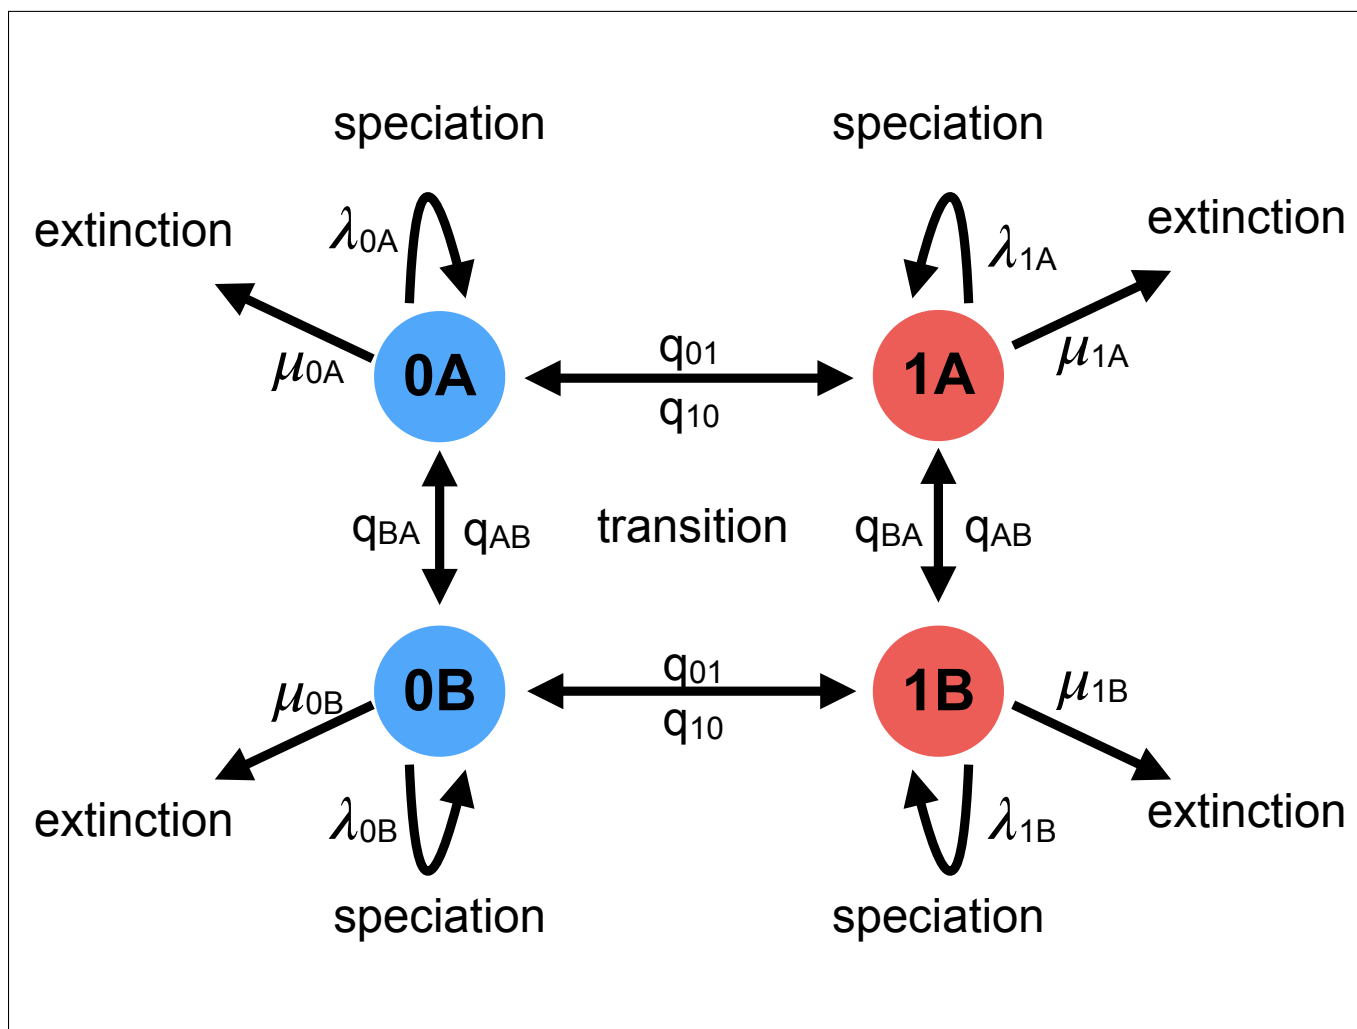 speciation
speciation
extinction
λ0A
λ1A
extinction
μ0A
0A
q01
q10
1A
μ1A
qBA
qAB
transition
qBA
qAB
μ0B
0B
q01
q10
1B
μ1B
extinction
λ0B
λ1B
extinction
speciation
speciation